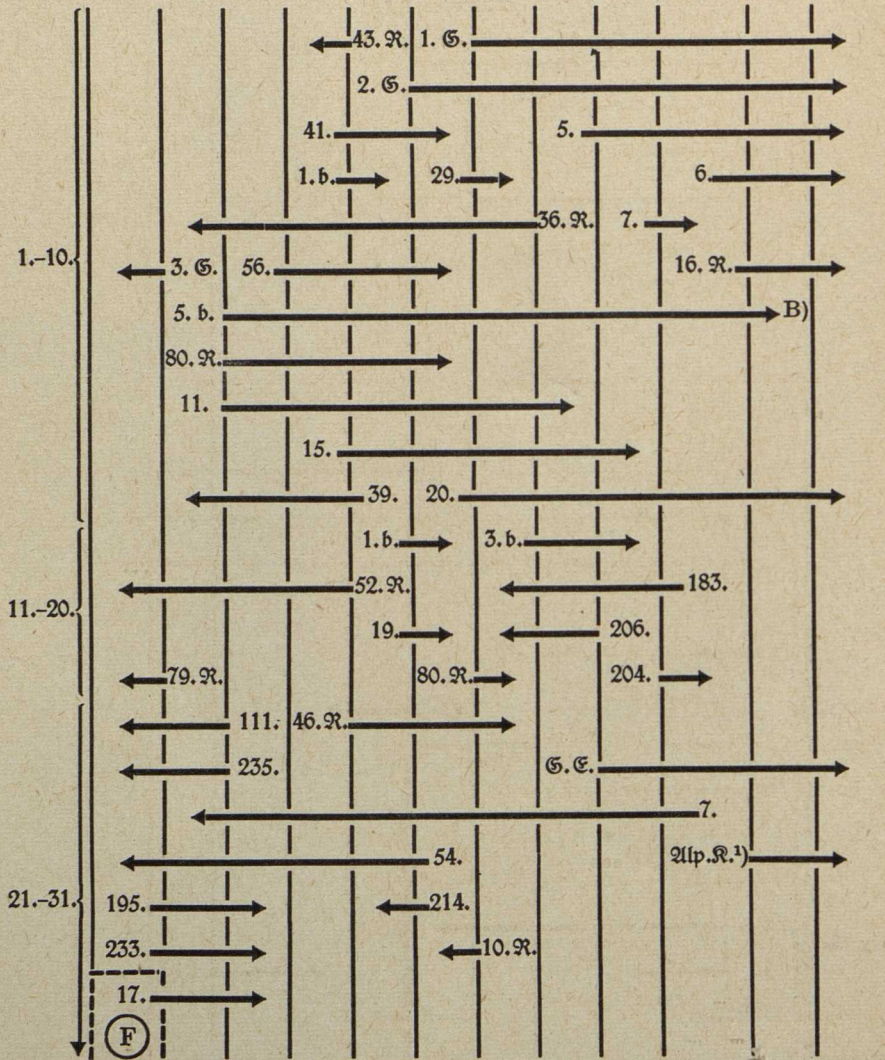 43. R. 1. G.
2. G.
41. 5.
1. b. 29. 6.
36. R. 7.
1.–10. 3. G. 56. 16. R.
5. b. B)
80. R.
11.
15.
39. 20.
1. b. 3. b.
52. R. 183.
11.–20. 19. 206.
79. R. 80. R. 204.
111. 46. R.
235. G. E.
7.
54. Alp. K.¹)
21.–31. 195. 214.
233. 10. R.
17.
F